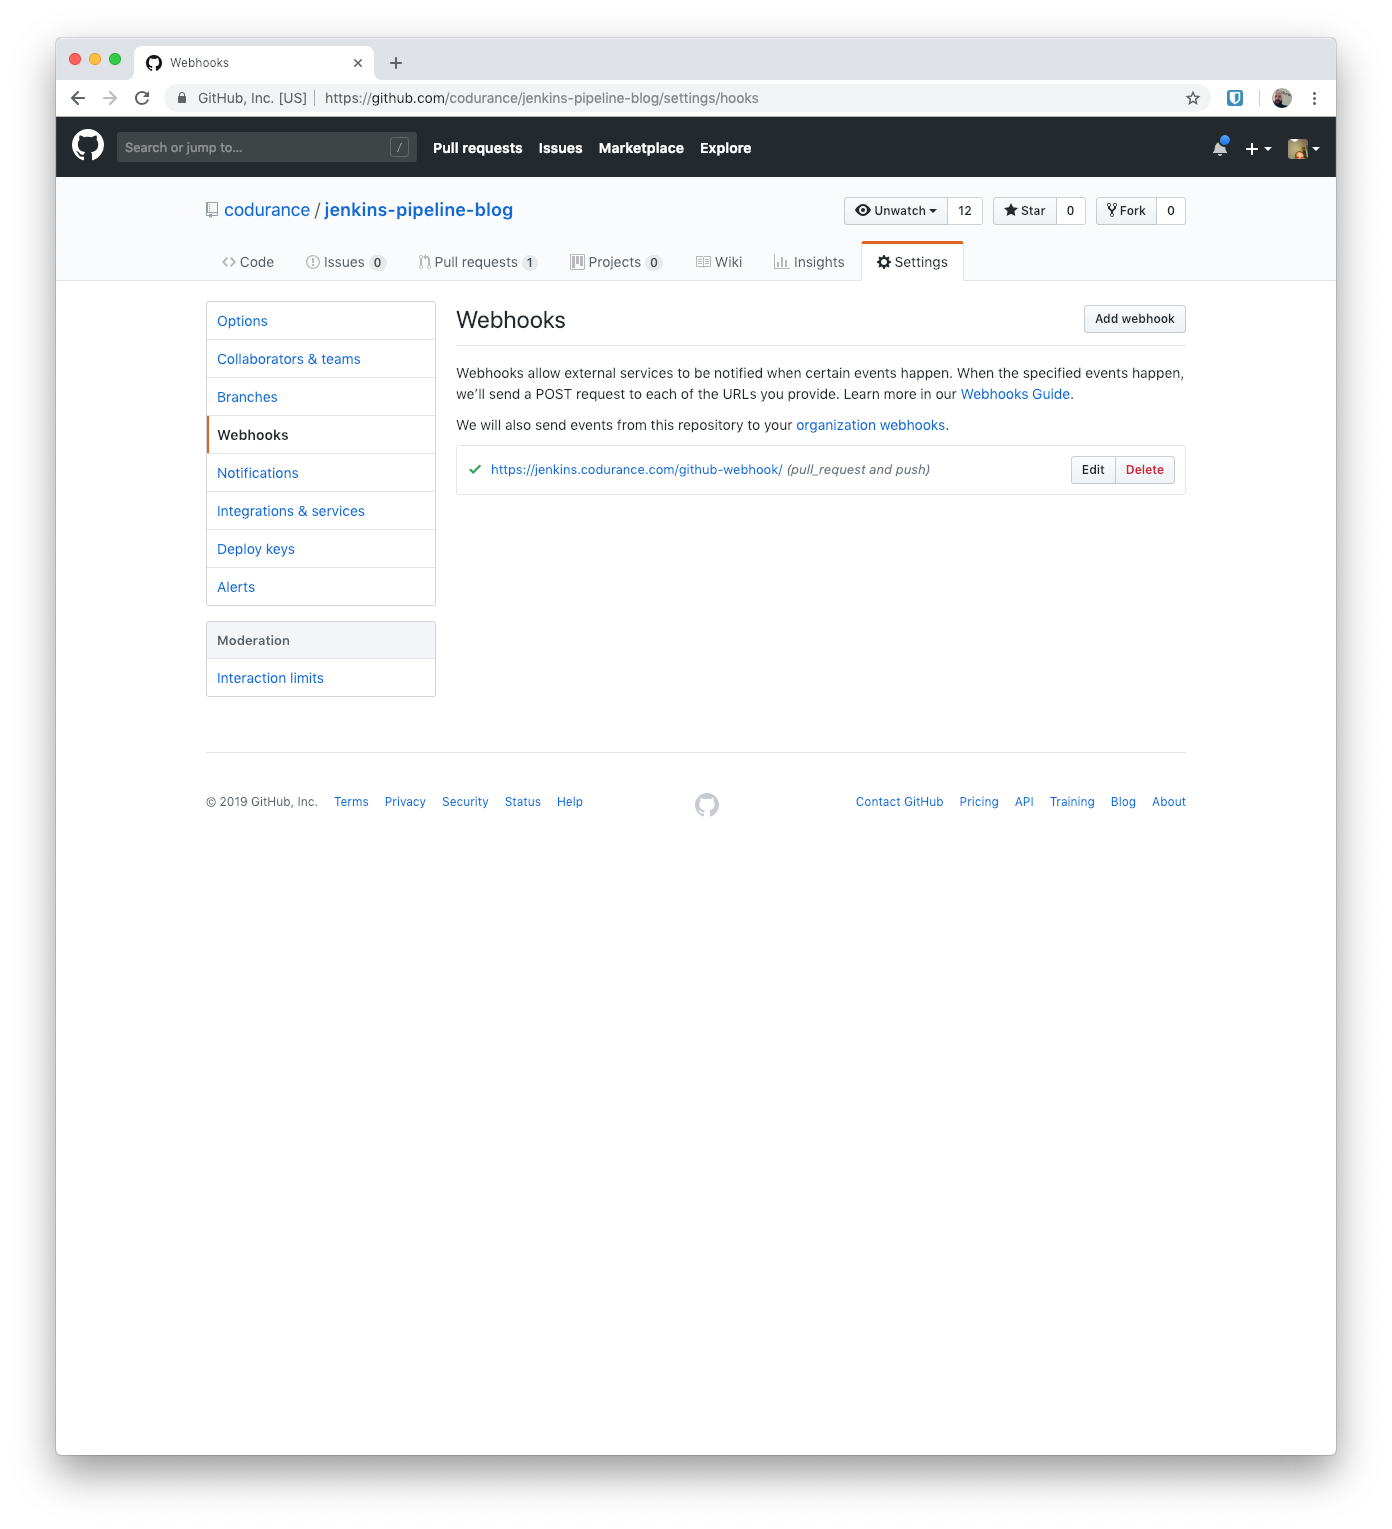 Webhooks
GitHub, Inc. [US] https://github.com/codurance/jenkins-pipeline-blog/settings/hooks
Search or jump to... / Pull requests Issues Marketplace Explore
codurance / jenkins-pipeline-blog Unwatch 12 Star 0 Fork 0
Code Issues 0 Pull requests 1 Projects 0 Wiki Insights Settings
Options
Collaborators & teams
Branches
Webhooks
Notifications
Integrations & services
Deploy keys
Alerts
Moderation
Interaction limits
Webhooks Add webhook
Webhooks allow external services to be notified when certain events happen. When the specified events happen,
we'll send a POST request to each of the URLs you provide. Learn more in our Webhooks Guide.
We will also send events from this repository to your organization webhooks.
https://jenkins.codurance.com/github-webhook/ (pull_request and push) Edit Delete
© 2019 GitHub, Inc. Terms Privacy Security Status Help Contact GitHub Pricing API Training Blog About